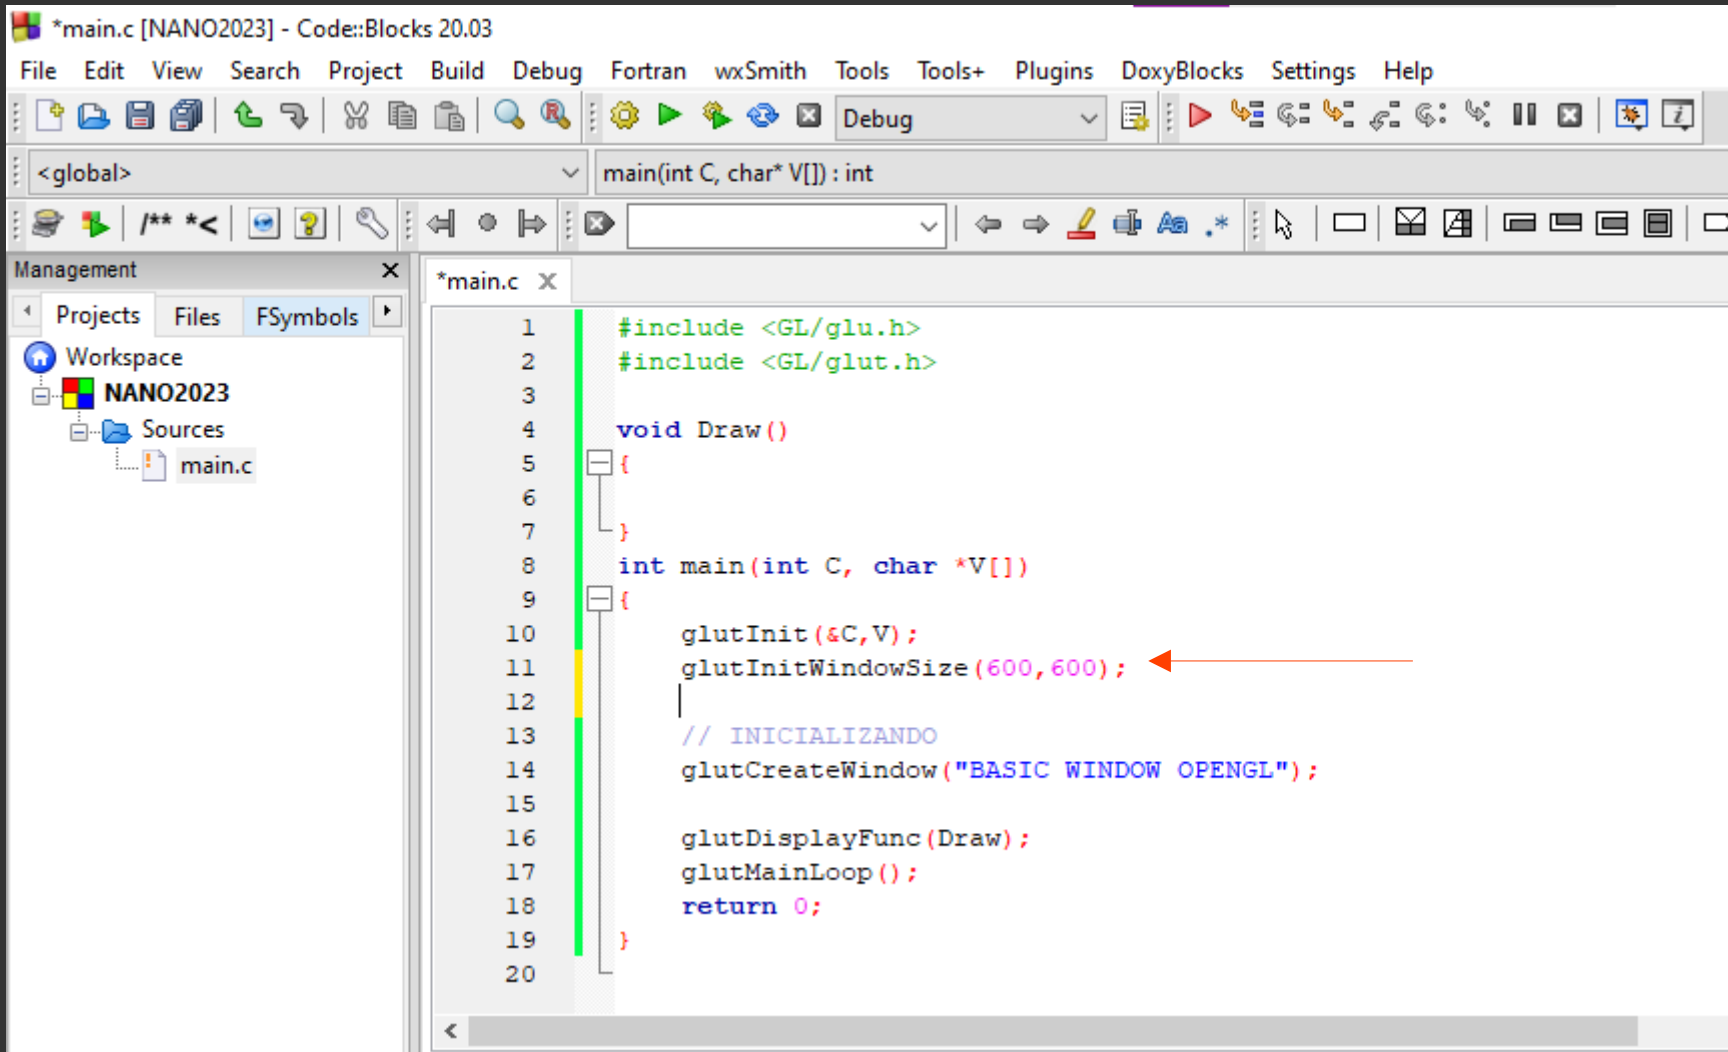 *main.c [NANO2023] - Code::Blocks 20.03
File Edit View Search Project Build Debug Fortran wxSmith Tools Tools+ Plugins DoxyBlocks Settings Help
Debug
<global> main(int C, char* V[]) : int
/** *<
Management
*main.c
Projects Files FSymbols
Workspace
NANO2023
Sources
main.c
1 #include <GL/glu.h>
2 #include <GL/glut.h>
3
4 void Draw()
5 {
6
7 }
8 int main(int C, char *V[])
9 {
10 glutInit(&C,V);
11 glutInitWindowSize(600,600);
12
13 // INICIALIZANDO
14 glutCreateWindow("BASIC WINDOW OPENGL");
15
16 glutDisplayFunc(Draw);
17 glutMainLoop();
18 return 0;
19 }
20